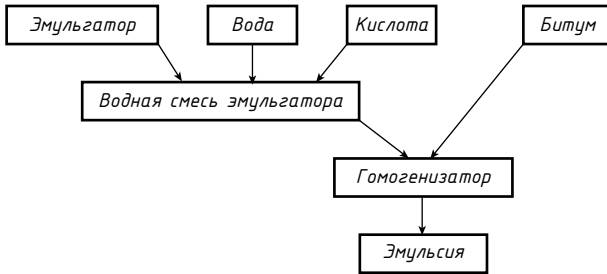 Эмульгатор
Вода
Кислота
Битум
Водная смесь эмульгатора
Гомогенизатор
Эмульсия